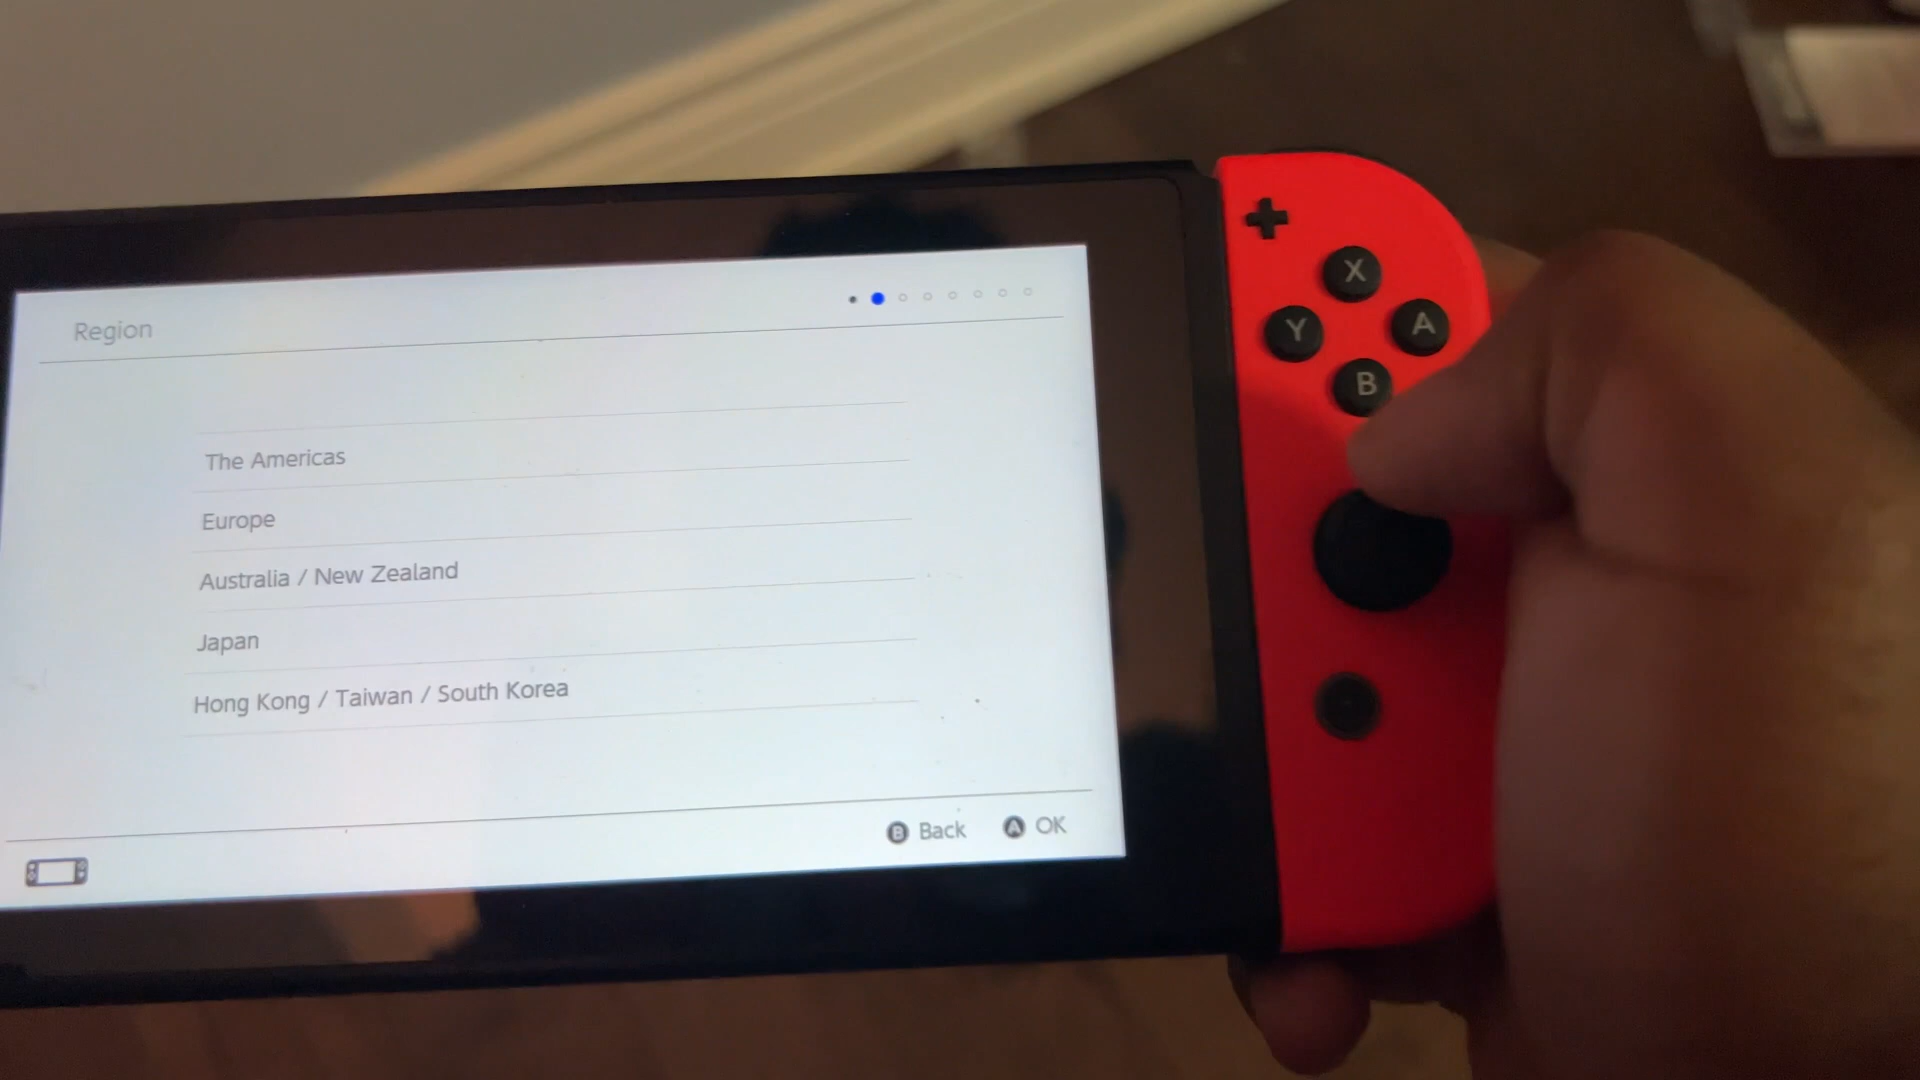 Region
The Americas
Europe
Australia / New Zealand
Japan
Hong Kong / Taiwan / South Korea
B Back A OK
X
Y A
B